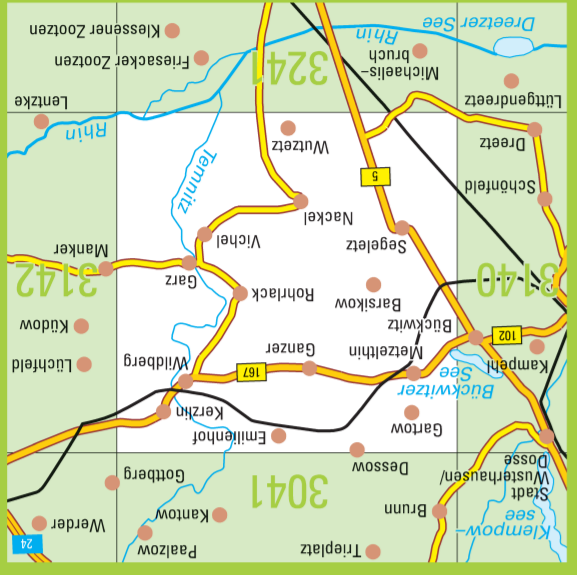 Trieplatz
Paalzow
24
Klempow–
see
Werder
Kantow
Brunn
Stadt
Wusterhausen/
Dosse
3041
Gottberg
Dessow
Emilienhof
Gartow
Kerzlin
Bückwitzer
See
167
Kampehl
Lüchfeld
Wildberg
Metzelthin
Ganzer
102
Bückwitz
Küdow
Barsikow
Rohrlack
3140
3142
Garz
Manker
Segeletz
Vichel
Nackel
Schönfeld
5
Temnitz
Dreetz
Wutzetz
Rhin
Lentzke
Lüttgendreetz
Michaelis-
bruch
3241
Friesacker Zootzen
Rhin
Klessener Zootzen
Dreetzer See